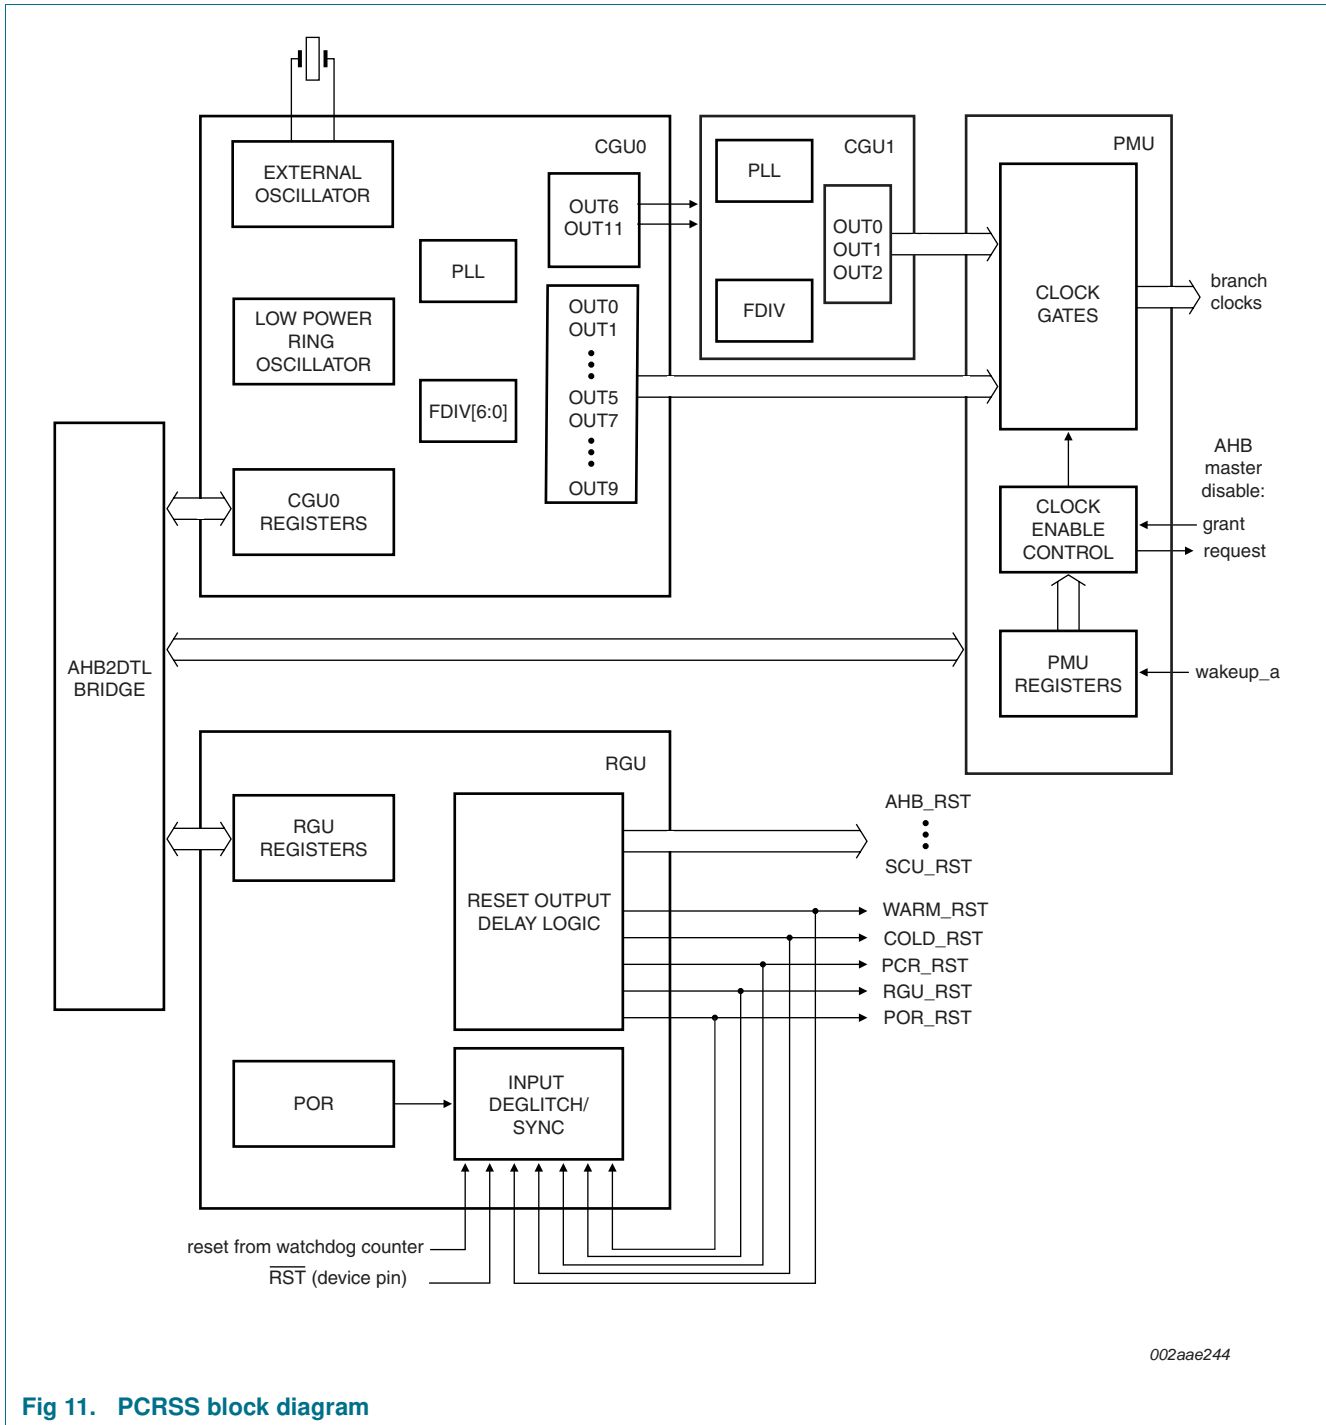 CGU0
EXTERNAL
OSCILLATOR
LOW POWER
RING
OSCILLATOR
CGU0
REGISTERS
PLL
FDIV[6:0]
OUT6
OUT11
OUT0
OUT1
OUT5
OUT7
OUT9
CGU1
PLL
FDIV
OUT0
OUT1
OUT2
PMU
CLOCK
GATES
branch
clocks
AHB
master
disable:
grant
request
CLOCK
ENABLE
CONTROL
PMU
REGISTERS
wakeup_a
AHB2DTL
BRIDGE
RGU
RGU
REGISTERS
RESET OUTPUT
DELAY LOGIC
AHB_RST
SCU_RST
WARM_RST
COLD_RST
PCR_RST
RGU_RST
POR_RST
POR
INPUT
DEGLITCH/
SYNC
reset from watchdog counter
RST (device pin)
002aae244
Fig 11. PCRSS block diagram